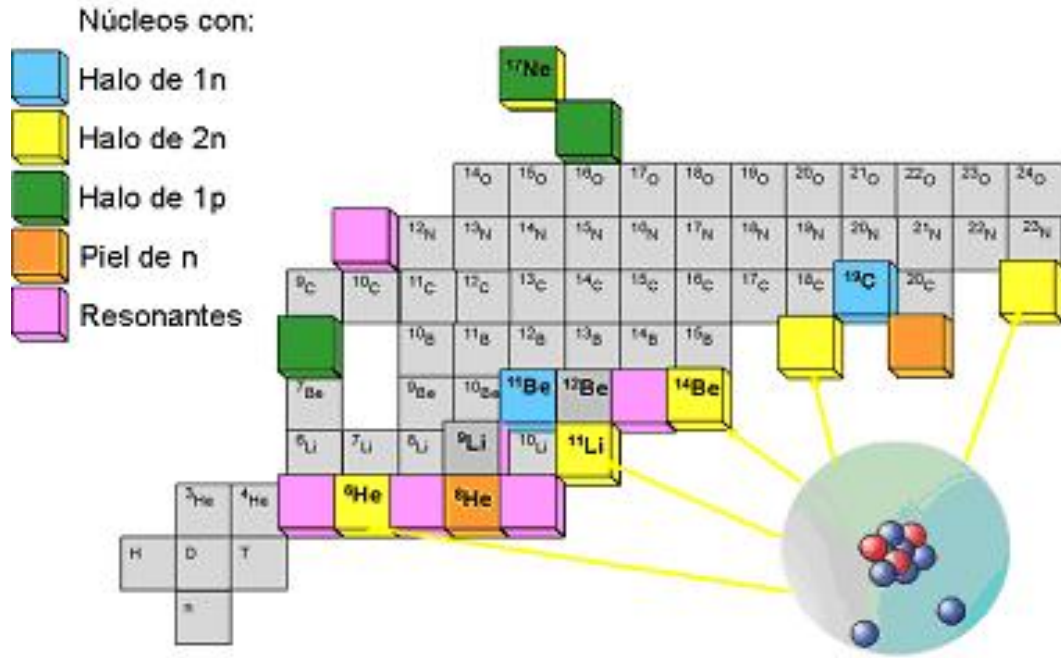 Núcleos con:
Halo de 1n
Halo de 2n
Halo de 1p
Piel de n
Resonantes
¹⁷Ne
¹⁴O ¹⁵O ¹⁶O ¹⁷O ¹⁸O ¹⁹O ²⁰O ²¹O ²²O ²³O ²⁴O
¹²N ¹³N ¹⁴N ¹⁵N ¹⁶N ¹⁷N ¹⁸N ¹⁹N ²⁰N ²¹N ²²N ²³N
⁹C ¹⁰C ¹¹C ¹²C ¹³C ¹⁴C ¹⁵C ¹⁶C ¹⁷C ¹⁸C ¹⁹C ²⁰C
¹⁰B ¹¹B ¹²B ¹³B ¹⁴B ¹⁵B
⁷Be ⁹Be ¹⁰Be ¹¹Be ¹²Be ¹⁴Be
⁶Li ⁷Li ⁸Li ⁹Li ¹⁰Li ¹¹Li
³He ⁴He ⁶He ⁸He
H D T
n